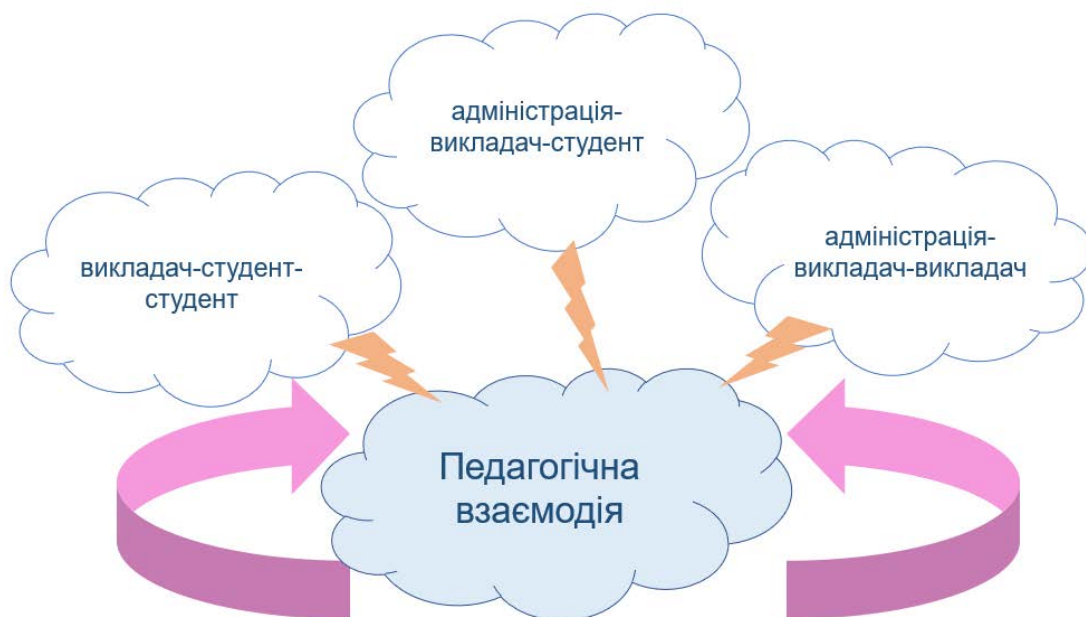 адміністрація-
викладач-студент
викладач-студент-
студент
адміністрація-
викладач-викладач
Педагогічна
взаємодія